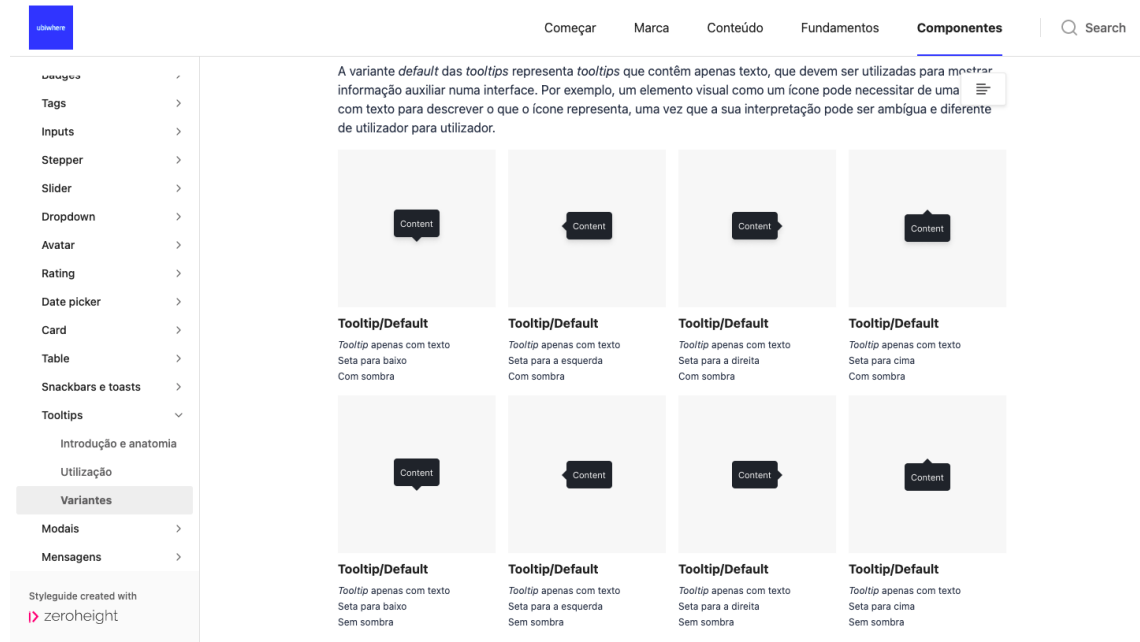 ubiwhere
Começar
Marca
Conteúdo
Fundamentos
Componentes
Search
Badges
Tags
Inputs
Stepper
Slider
Dropdown
Avatar
Rating
Date picker
Card
Table
Snackbars e toasts
Tooltips
Introdução e anatomia
Utilização
Variantes
Modais
Mensagens
Styleguide created with
zeroheight
A variante default das tooltips representa tooltips que contêm apenas texto, que devem ser utilizadas para mostrar
informação auxiliar numa interface. Por exemplo, um elemento visual como um ícone pode necessitar de uma
com texto para descrever o que o ícone representa, uma vez que a sua interpretação pode ser ambígua e diferente
de utilizador para utilizador.
Content
Content
Content
Content
Tooltip/Default
Tooltip apenas com texto
Seta para baixo
Com sombra
Tooltip/Default
Tooltip apenas com texto
Seta para a esquerda
Com sombra
Tooltip/Default
Tooltip apenas com texto
Seta para a direita
Com sombra
Tooltip/Default
Tooltip apenas com texto
Seta para cima
Com sombra
Content
Content
Content
Content
Tooltip/Default
Tooltip apenas com texto
Seta para baixo
Sem sombra
Tooltip/Default
Tooltip apenas com texto
Seta para a esquerda
Sem sombra
Tooltip/Default
Tooltip apenas com texto
Seta para a direita
Sem sombra
Tooltip/Default
Tooltip apenas com texto
Seta para cima
Sem sombra